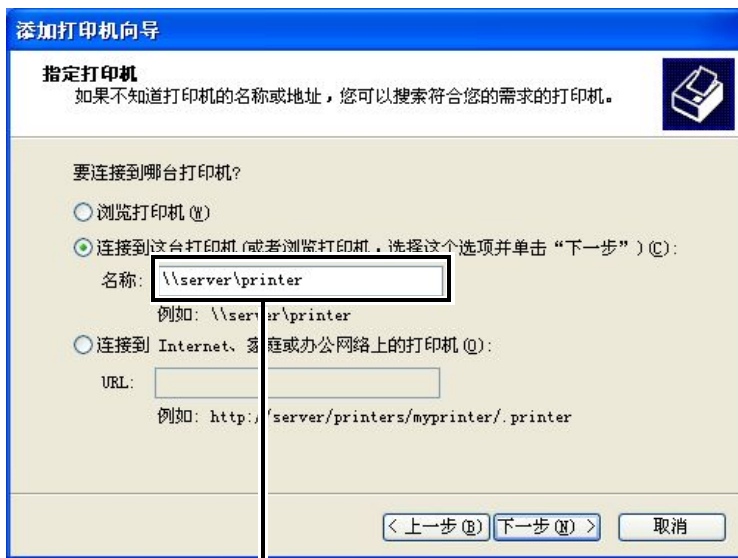 添加打印机向导
指定打印机
如果不知道打印机的名称或地址，您可以搜索符合您的需求的打印机。
要连接到哪台打印机?
浏览打印机(W)
连接到这台打印机(或者浏览打印机，选择这个选项并单击“下一步”)(C):
名称: \\server\printer
例如: \\server\printer
连接到 Internet、家庭或办公网络上的打印机(O):
URL:
例如: http://server/printers/myprinter/.printer
< 上一步(B) 下一步(N) > 取消